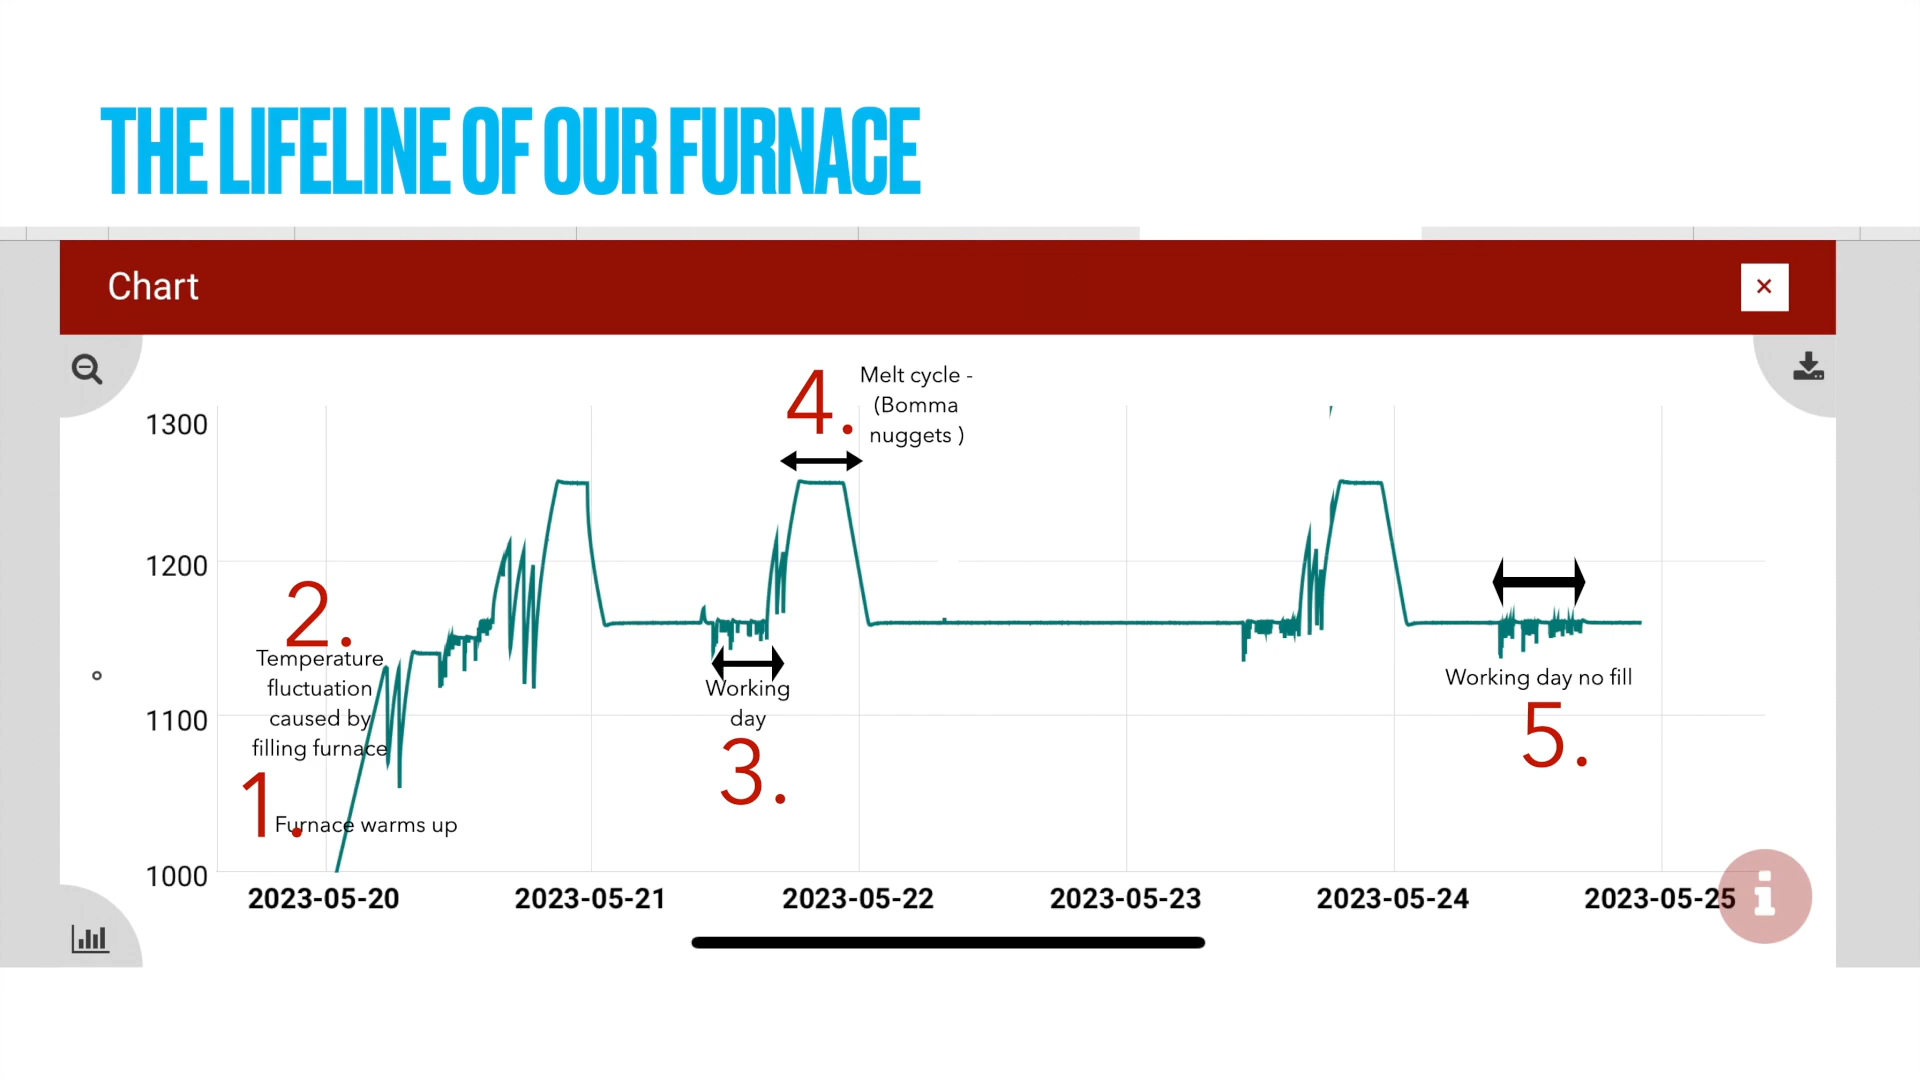 THE LIFELINE OF OUR FURNACE
Chart
×
4.
Melt cycle -
(Bomma
nuggets )
1300
1200
2.
Temperature
fluctuation
caused by
filling furnace
Working
day
3.
Working day no fill
5.
1100
1.
Furnace warms up
1000
2023-05-20
2023-05-21
2023-05-22
2023-05-23
2023-05-24
2023-05-25
i